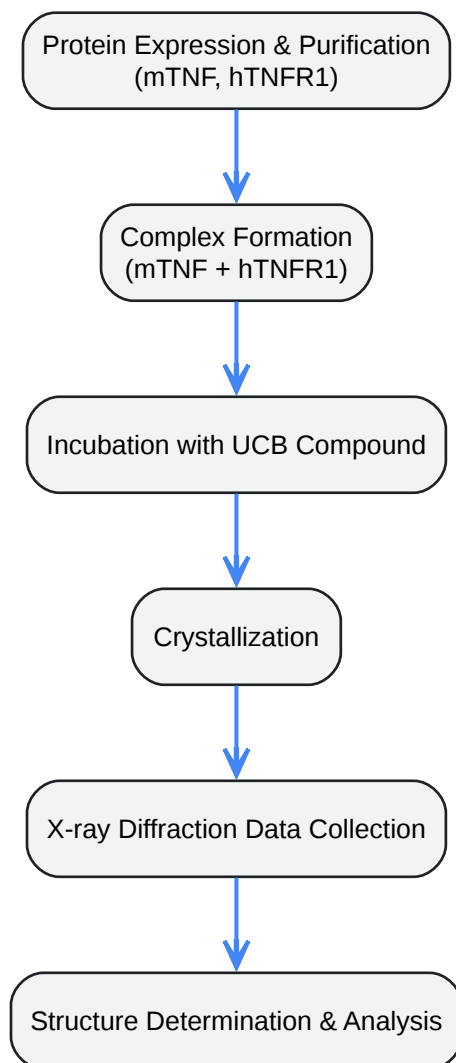 Protein Expression & Purification
(mTNF, hTNFR1)
Complex Formation
(mTNF + hTNFR1)
Incubation with UCB Compound
Crystallization
X-ray Diffraction Data Collection
Structure Determination & Analysis